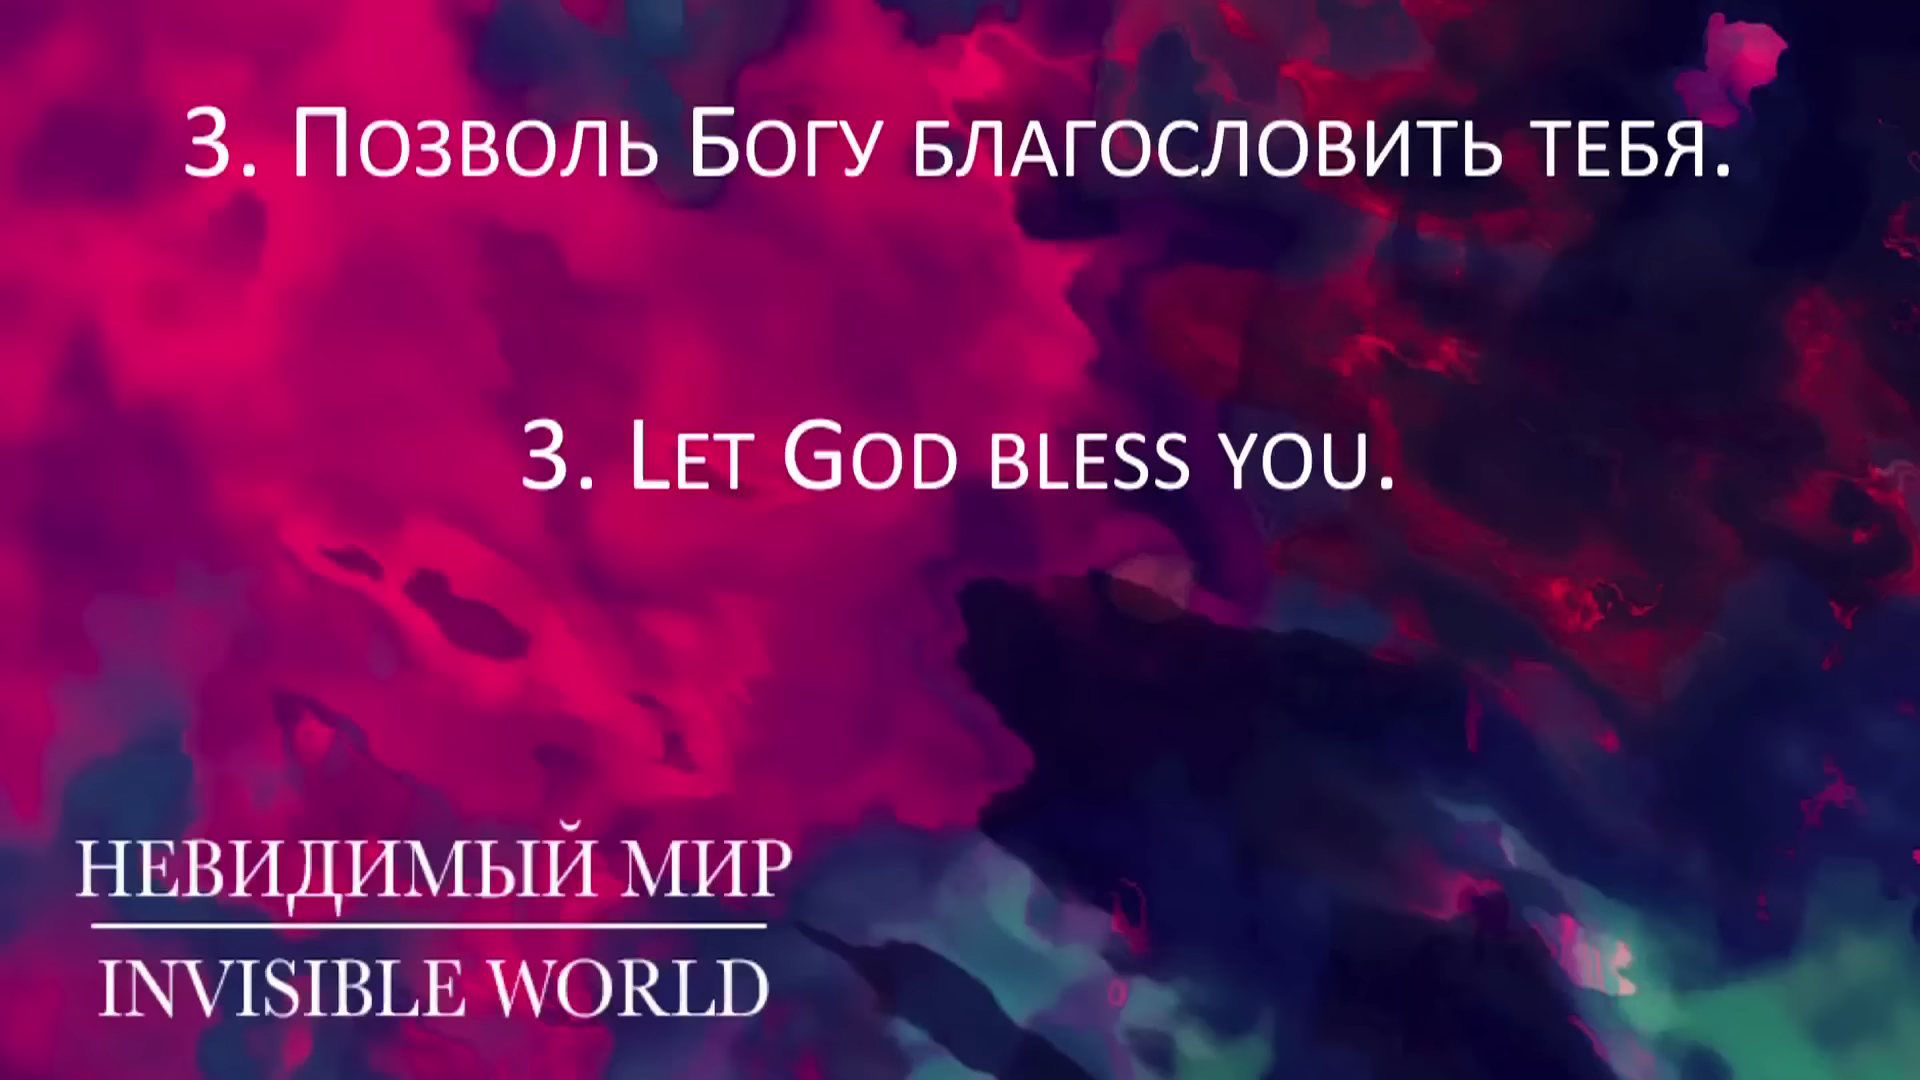 3. Позволь Богу благословить тебя.
3. Let God bless you.
НЕВИДИМЫЙ МИР
INVISIBLE WORLD